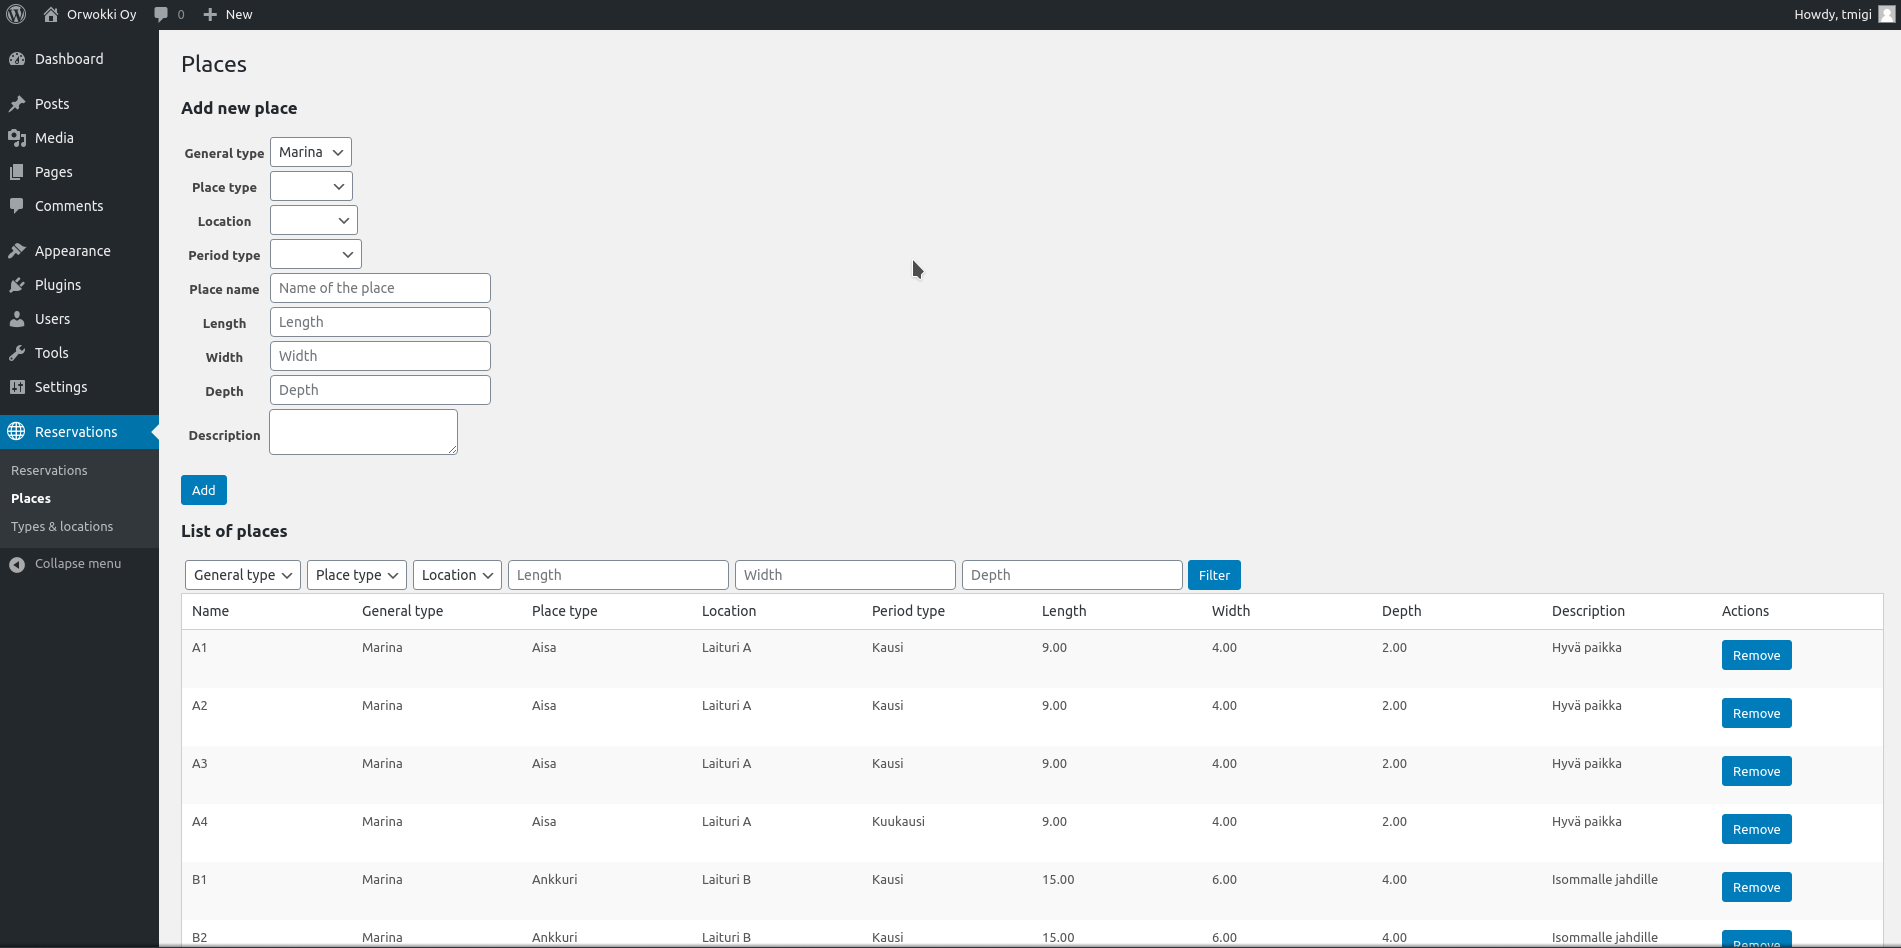 Orwokki Oy 0 New Howdy, tmigi
Dashboard
Posts
Media
Pages
Comments
Appearance
Plugins
Users
Tools
Settings
Reservations
Reservations
Places
Types & locations
Collapse menu
Places
Add new place
General type Marina
Place type
Location
Period type
Place name Name of the place
Length Length
Width Width
Depth Depth
Description
Add
List of places
General type Place type Location Length Width Depth Filter
Name General type Place type Location Period type Length Width Depth Description Actions
A1 Marina Aisa Laituri A Kausi 9.00 4.00 2.00 Hyvä paikka Remove
A2 Marina Aisa Laituri A Kausi 9.00 4.00 2.00 Hyvä paikka Remove
A3 Marina Aisa Laituri A Kausi 9.00 4.00 2.00 Hyvä paikka Remove
A4 Marina Aisa Laituri A Kuukausi 9.00 4.00 2.00 Hyvä paikka Remove
B1 Marina Ankkuri Laituri B Kausi 15.00 6.00 4.00 Isommalle jahdille Remove
B2 Marina Ankkuri Laituri B Kausi 15.00 6.00 4.00 Isommalle jahdille Remove